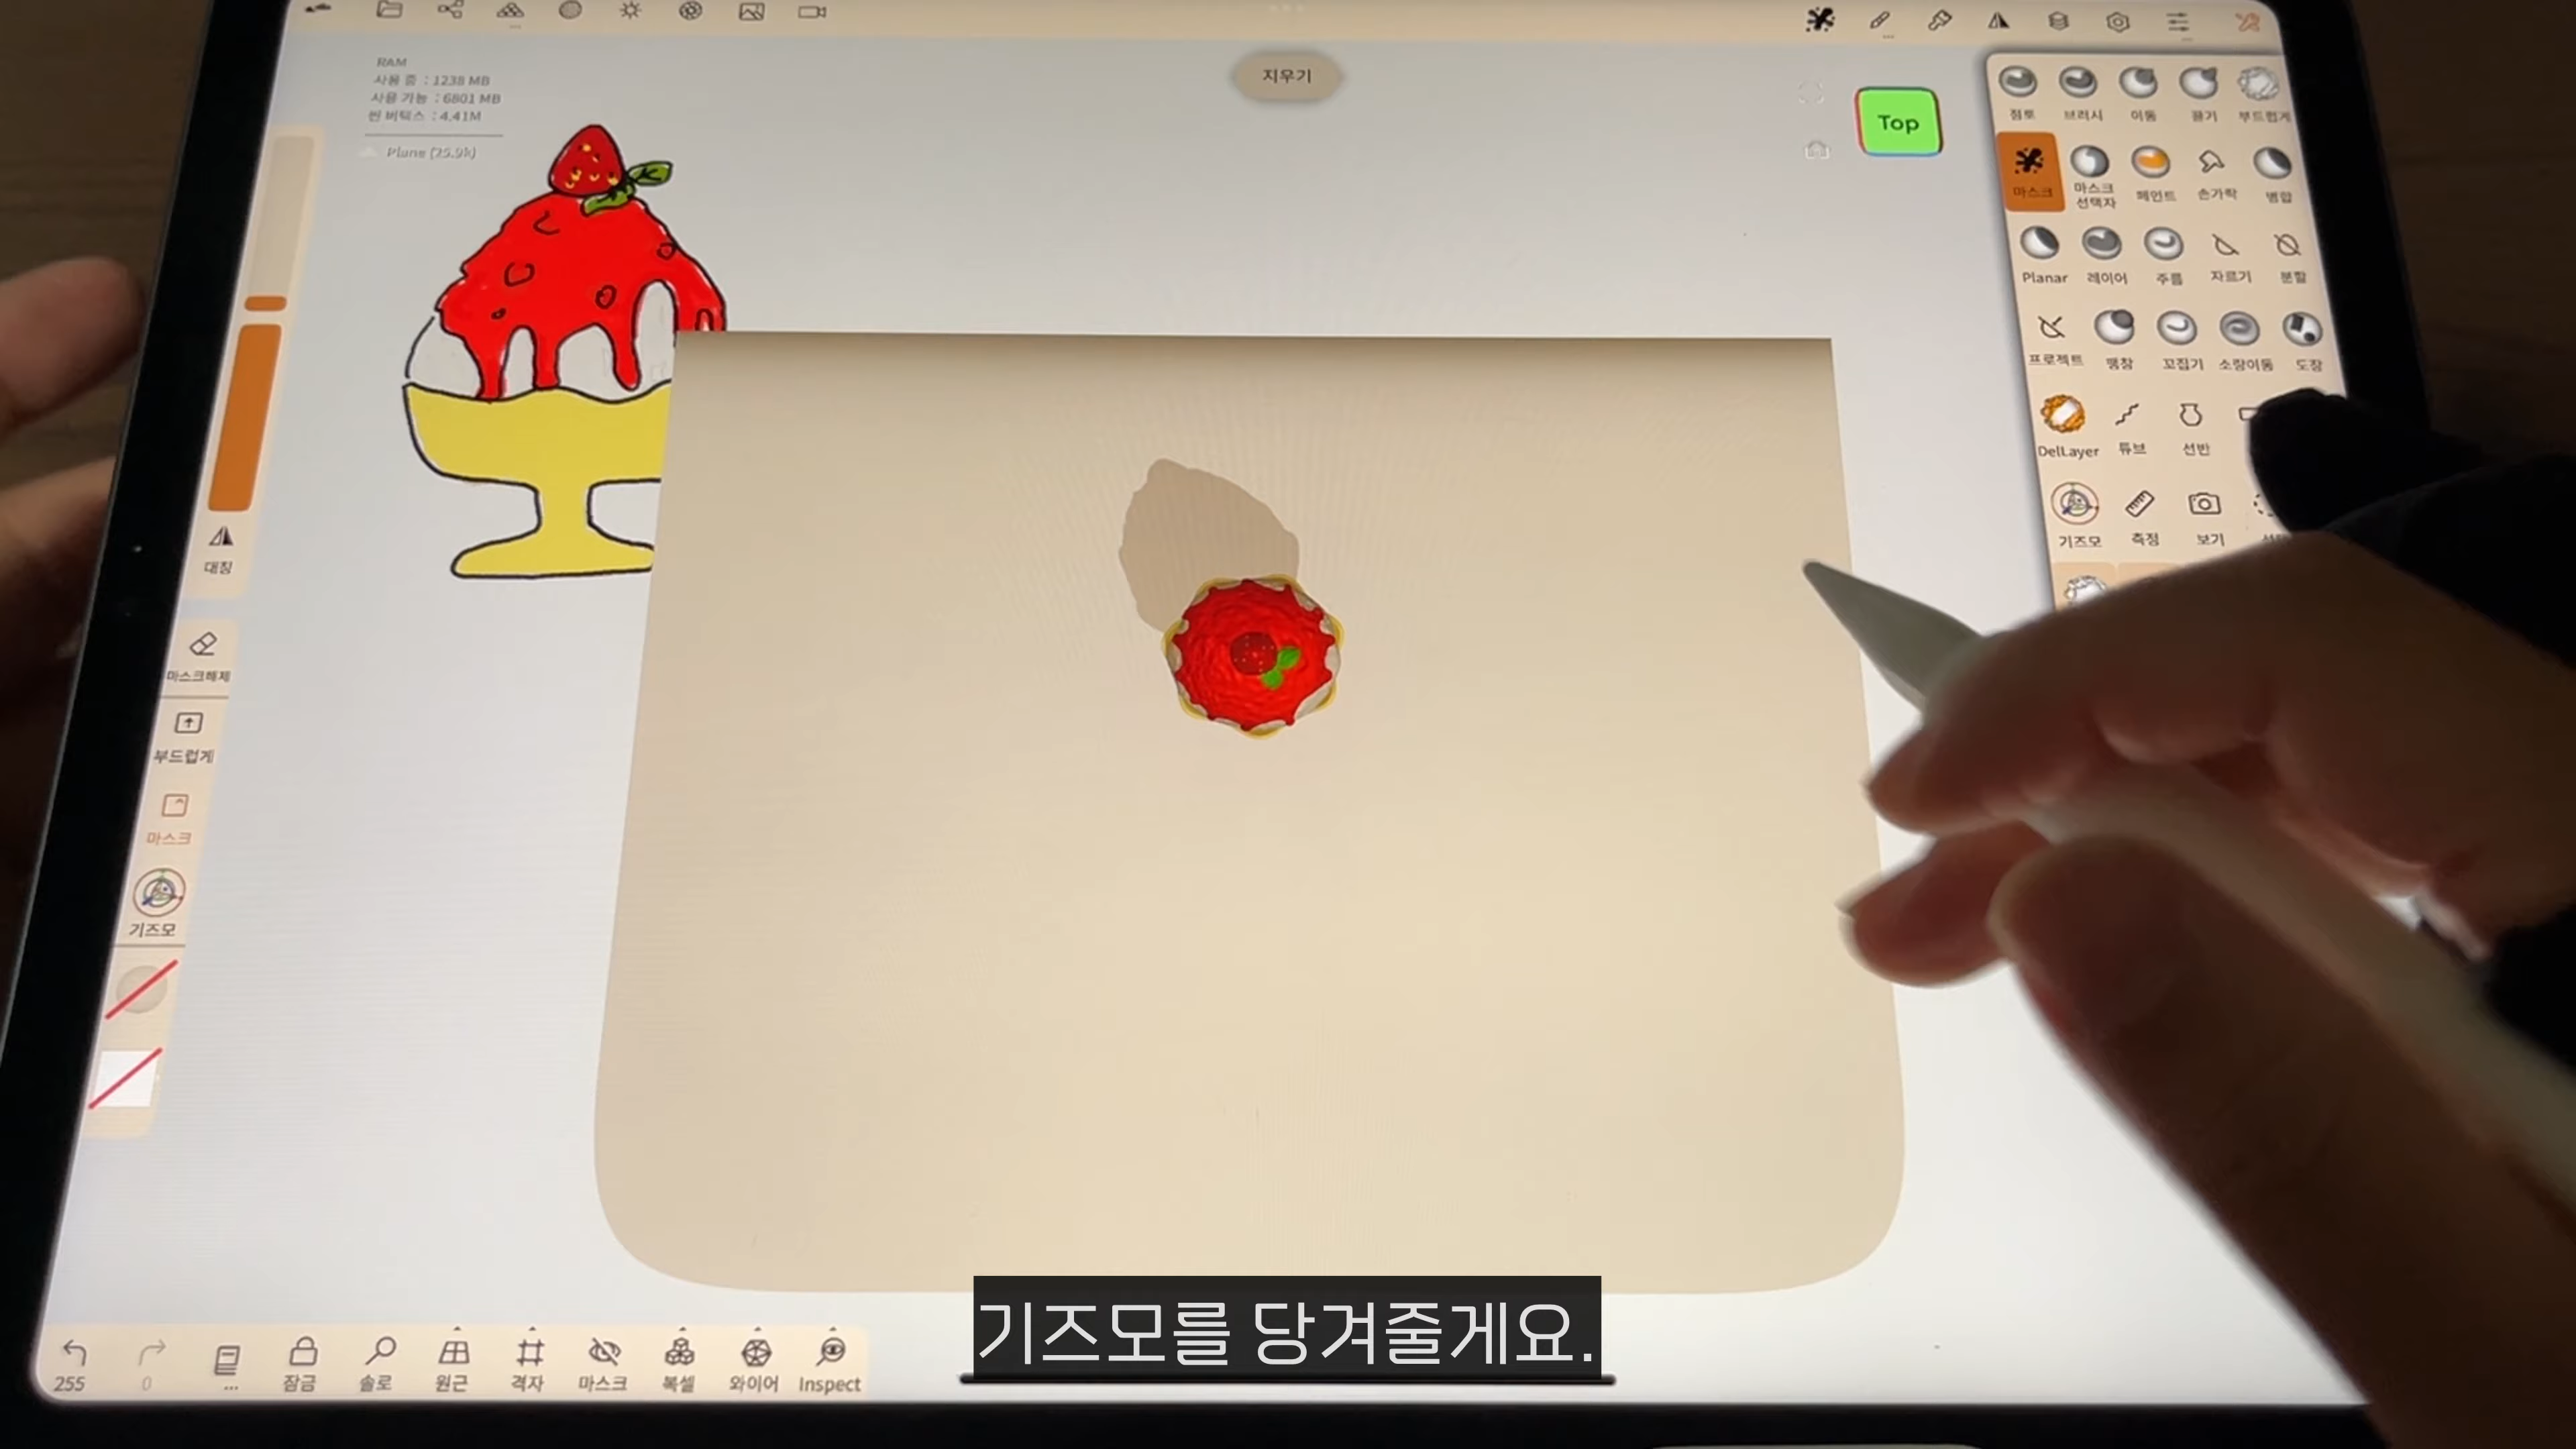 RAM
사용 중 : 1238 MB
사용 가능 : 6801 MB
씬 버텍스 : 4.41M
Plane (25.9k)
지우기
Top
점토 브러시 이동 끌기 부드럽게
마스크 마스크 선택자 페인트 손가락 병합
Planar 레이어 주름 자르기 분할
프로젝트 팽창 꼬집기 소량이동 도장
DelLayer 튜브 선반
기즈모 측정 보기
대칭
마스크해제
부드럽게
마스크
기즈모
255 0 ... 잠금 솔로 원근 격자 마스크 복셀 와이어 Inspect
기즈모를 당겨줄게요.